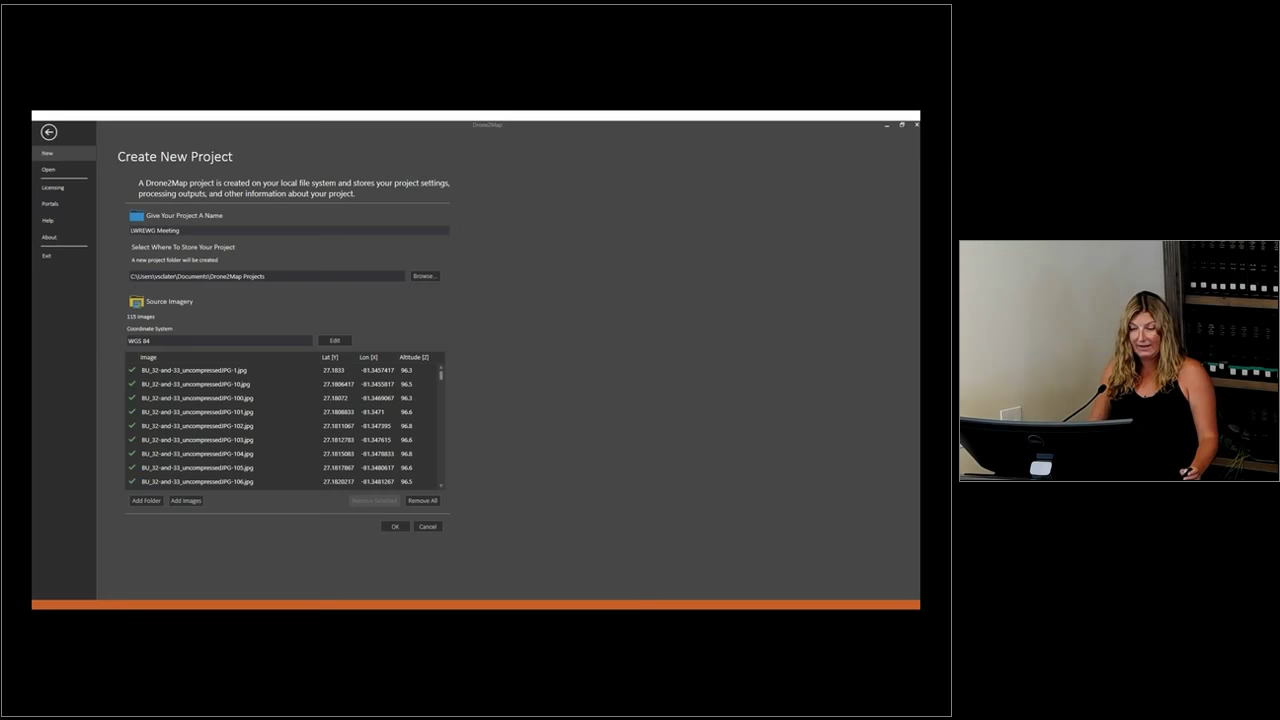 Drone2Map
New
Open
Licensing
Portals
Help
About
Exit
Create New Project
A Drone2Map project is created on your local file system and stores your project settings,
processing outputs, and other information about your project.
Give Your Project A Name
LWREWG Meeting
Select Where To Store Your Project
A new project folder will be created
C:\Users\vsclater\Documents\Drone2Map Projects Browse...
Source Imagery
115 Images
Coordinate System
WGS 84 Edit
Image Lat [Y] Lon [X] Altitude [Z]
BU_32-and-33_uncompressedJPG-1.jpg 27.1833 -81.3457417 96.3
BU_32-and-33_uncompressedJPG-10.jpg 27.1806417 -81.3455817 96.5
BU_32-and-33_uncompressedJPG-100.jpg 27.18072 -81.3469067 96.3
BU_32-and-33_uncompressedJPG-101.jpg 27.1808833 -81.3471 96.6
BU_32-and-33_uncompressedJPG-102.jpg 27.1811067 -81.347395 96.8
BU_32-and-33_uncompressedJPG-103.jpg 27.1812783 -81.347615 96.6
BU_32-and-33_uncompressedJPG-104.jpg 27.1815083 -81.3478833 96.8
BU_32-and-33_uncompressedJPG-105.jpg 27.1817867 -81.3480617 96.6
BU_32-and-33_uncompressedJPG-106.jpg 27.1820217 -81.3481267 96.5
Add Folder Add Images Remove Selected Remove All
OK Cancel